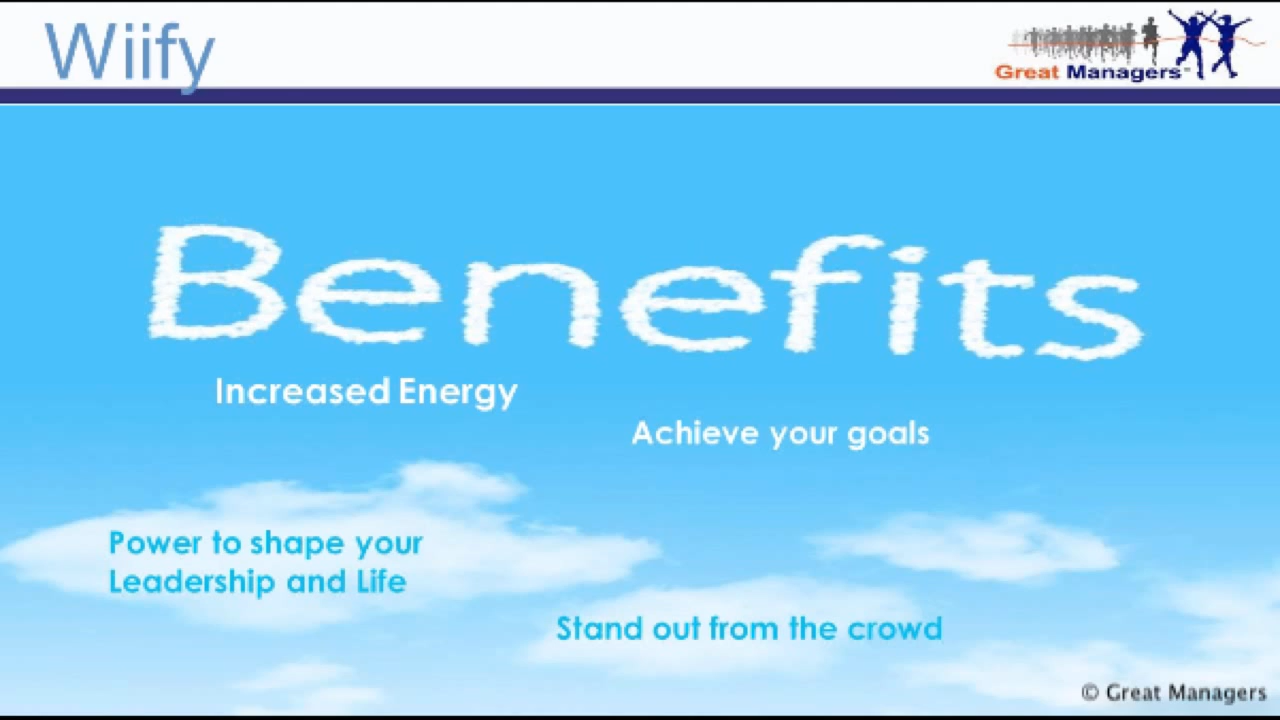 Wiify
Great Managers
Benefits
Increased Energy
Achieve your goals
Power to shape your
Leadership and Life
Stand out from the crowd
© Great Managers